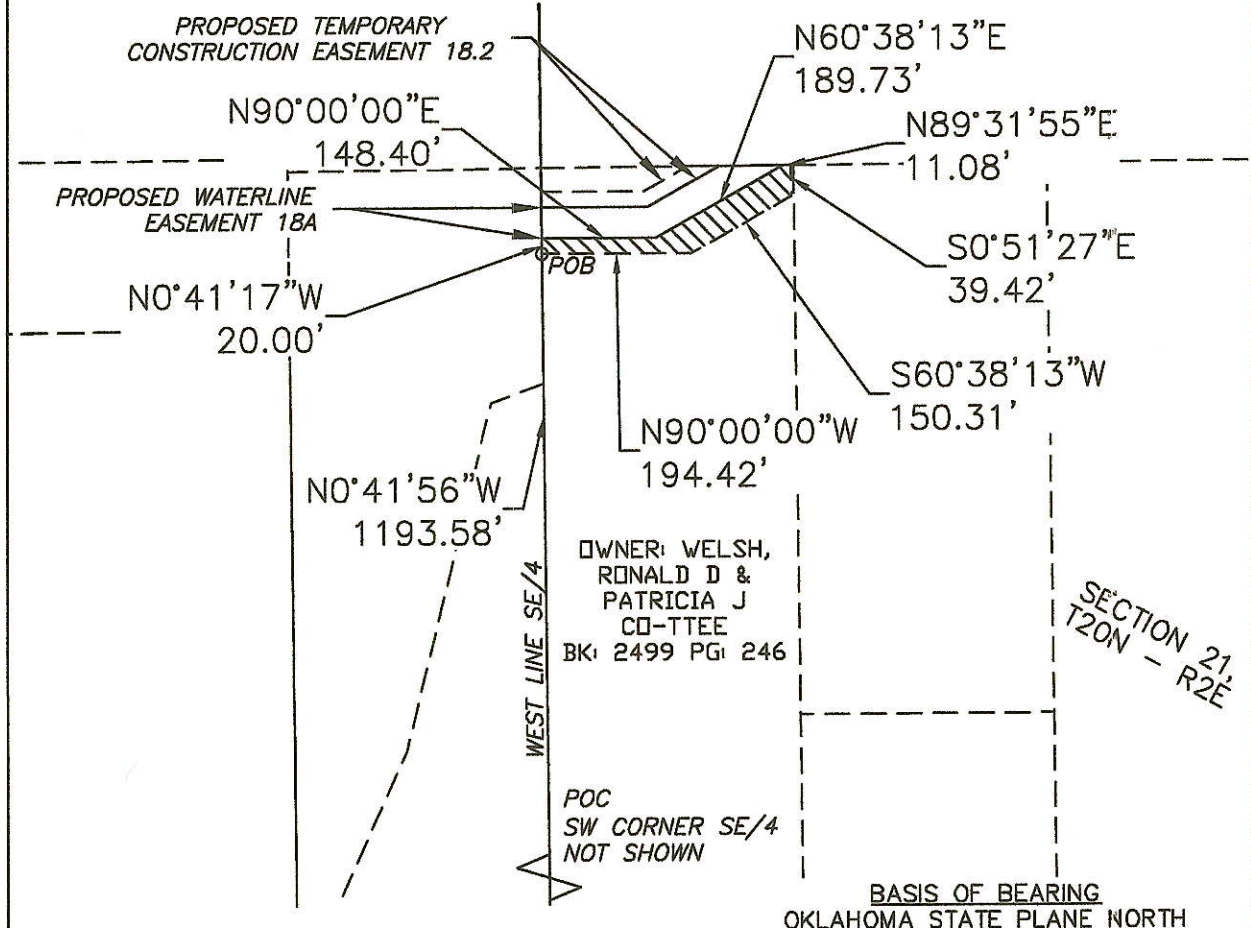 PROPOSED TEMPORARY
CONSTRUCTION EASEMENT 18.2
N60°38'13"E
189.73'
N90°00'00"E
148.40'
N89°31'55"E
11.08'
PROPOSED WATERLINE
EASEMENT 18A
POB
S0°51'27"E
39.42'
N0°41'17"W
20.00'
S60°38'13"W
150.31'
N90°00'00"W
194.42'
N0°41'56"W
1193.58'
WEST LINE SE/4
OWNER: WELSH,
RONALD D &
PATRICIA J
CO-TTEE
BK: 2499 PG: 246
SECTION 21,
T20N - R2E
POC
SW CORNER SE/4
NOT SHOWN
BASIS OF BEARING
OKLAHOMA STATE PLANE NORTH